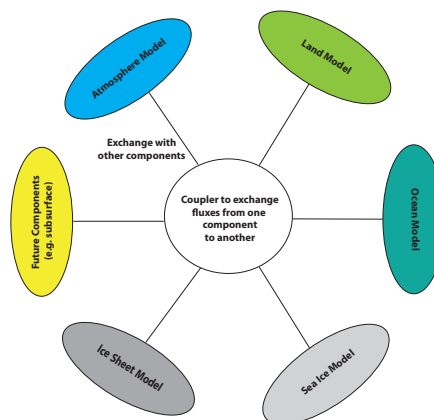 Atmosphere Model
Land Model
Exchange with
other components
Coupler to exchange
fluxes from one
component
to another
Future Components
(e.g. subsurface)
Ocean Model
Ice Sheet Model
Sea Ice Model